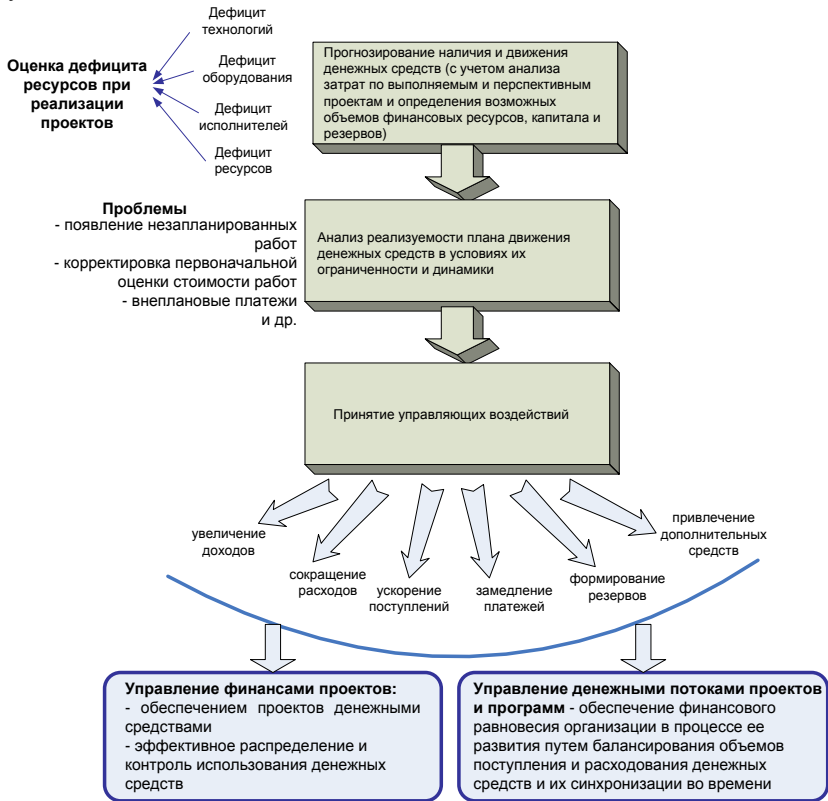 Дефицит
технологий
Оценка дефицита
ресурсов при
реализации
проектов
Дефицит
оборудования
Дефицит
исполнителей
Дефицит
ресурсов
Прогнозирование наличия и движения
денежных средств (с учетом анализа
затрат по выполняемым и перспективным
проектам и определения возможных
объемов финансовых ресурсов, капитала и
резервов)
Проблемы
- появление незапланированных
работ
- корректировка первоначальной
оценки стоимости работ
- внеплановые платежи
и др.
Анализ реализуемости плана движения
денежных средств в условиях их
ограниченности и динамики
Принятие управляющих воздействий
увеличение
доходов
сокращение
расходов
ускорение
поступлений
замедление
платежей
формирование
резервов
привлечение
дополнительных
средств
Управление финансами проектов:
- обеспечением проектов денежными
средствами
- эффективное распределение и
контроль использования денежных
средств
Управление денежными потоками проектов
и программ - обеспечение финансового
равновесия организации в процессе ее
развития путем балансирования объемов
поступления и расходования денежных
средств и их синхронизации во времени